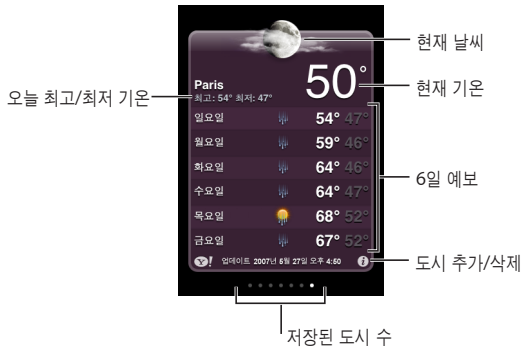 현재 날씨
Paris
50°
현재 기온
오늘 최고/최저 기온
최고: 54° 최저: 47°
일요일 54° 47°
월요일 59° 46°
화요일 64° 46°
6일 예보
수요일 64° 47°
목요일 68° 52°
금요일 67° 52°
Y! 업데이트 2007년 5월 27일 오후 4:50 i
도시 추가/삭제
저장된 도시 수